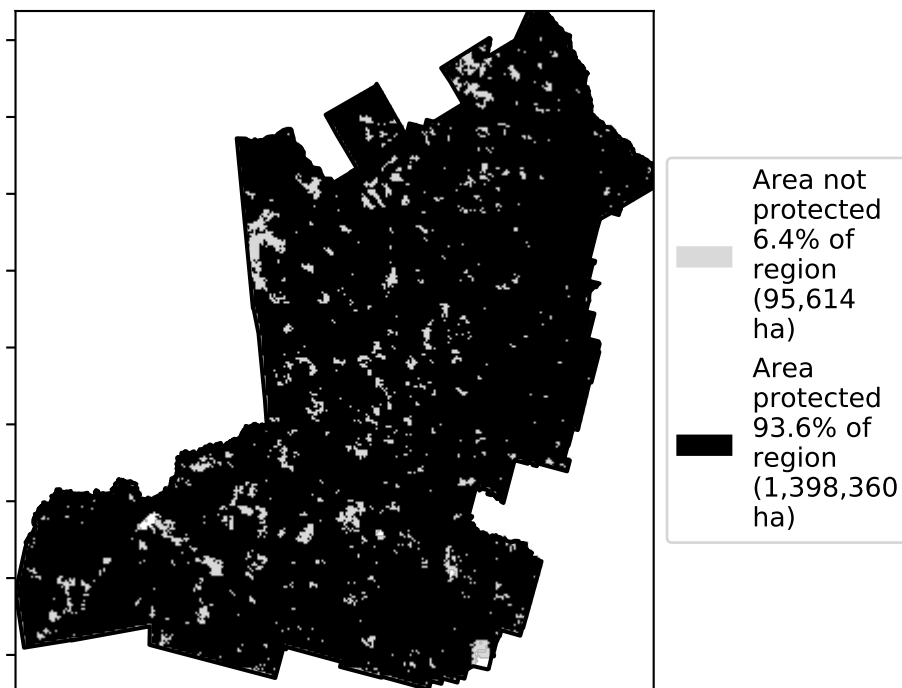 Area not
protected
6.4% of
region
(95,614
ha)
Area
protected
93.6% of
region
(1,398,360
ha)